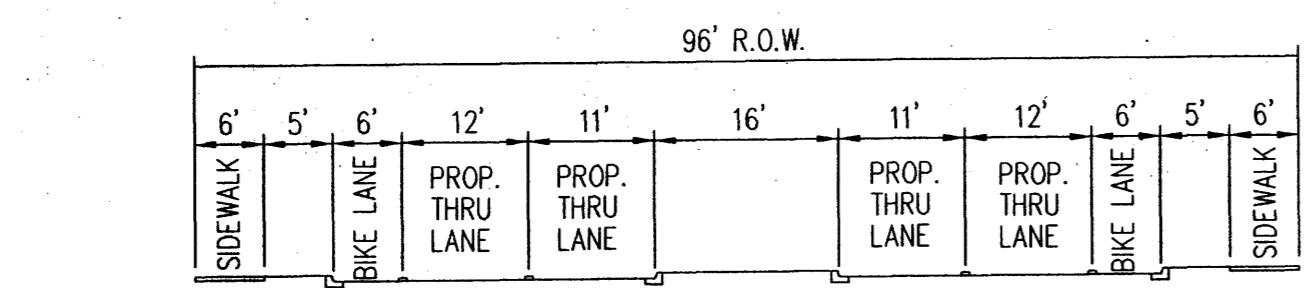 96' R.O.W.
6' 5' 6' 12' 11' 16' 11' 12' 6' 5' 6'
SIDEWALK
BIKE LANE
PROP.
THRU
LANE
PROP.
THRU
LANE
PROP.
THRU
LANE
PROP.
THRU
LANE
BIKE LANE
SIDEWALK